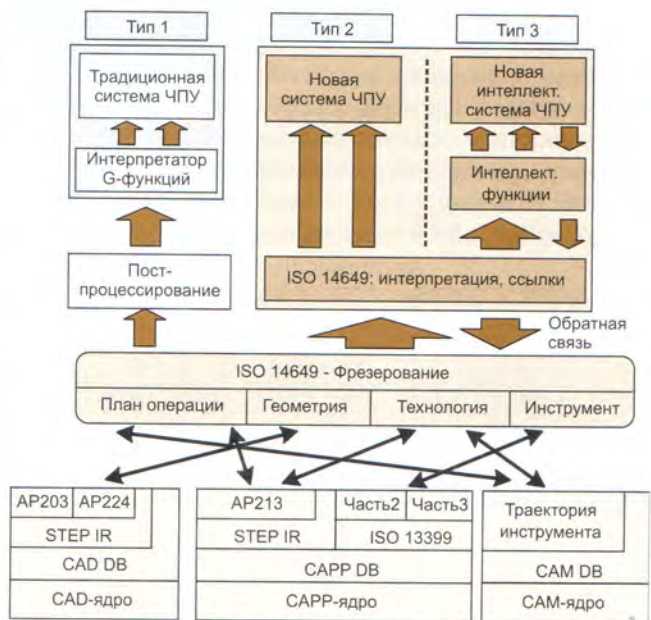 Тип 1
Тип 2
Тип 3
Традиционная
система ЧПУ
Интерпретатор
G-функций
Пост-
процессирование
Новая
система ЧПУ
Новая
интеллект.
система ЧПУ
Интеллект.
функции
ISO 14649: интерпретация, ссылки
Обратная
связь
ISO 14649 - Фрезерование
План операции
Геометрия
Технология
Инструмент
AP203
AP224
STEP IR
CAD DB
CAD-ядро
AP213
Часть2
Часть3
STEP IR
ISO 13399
CAPP DB
CAPP-ядро
Траектория
инструмента
CAM DB
CAM-ядро